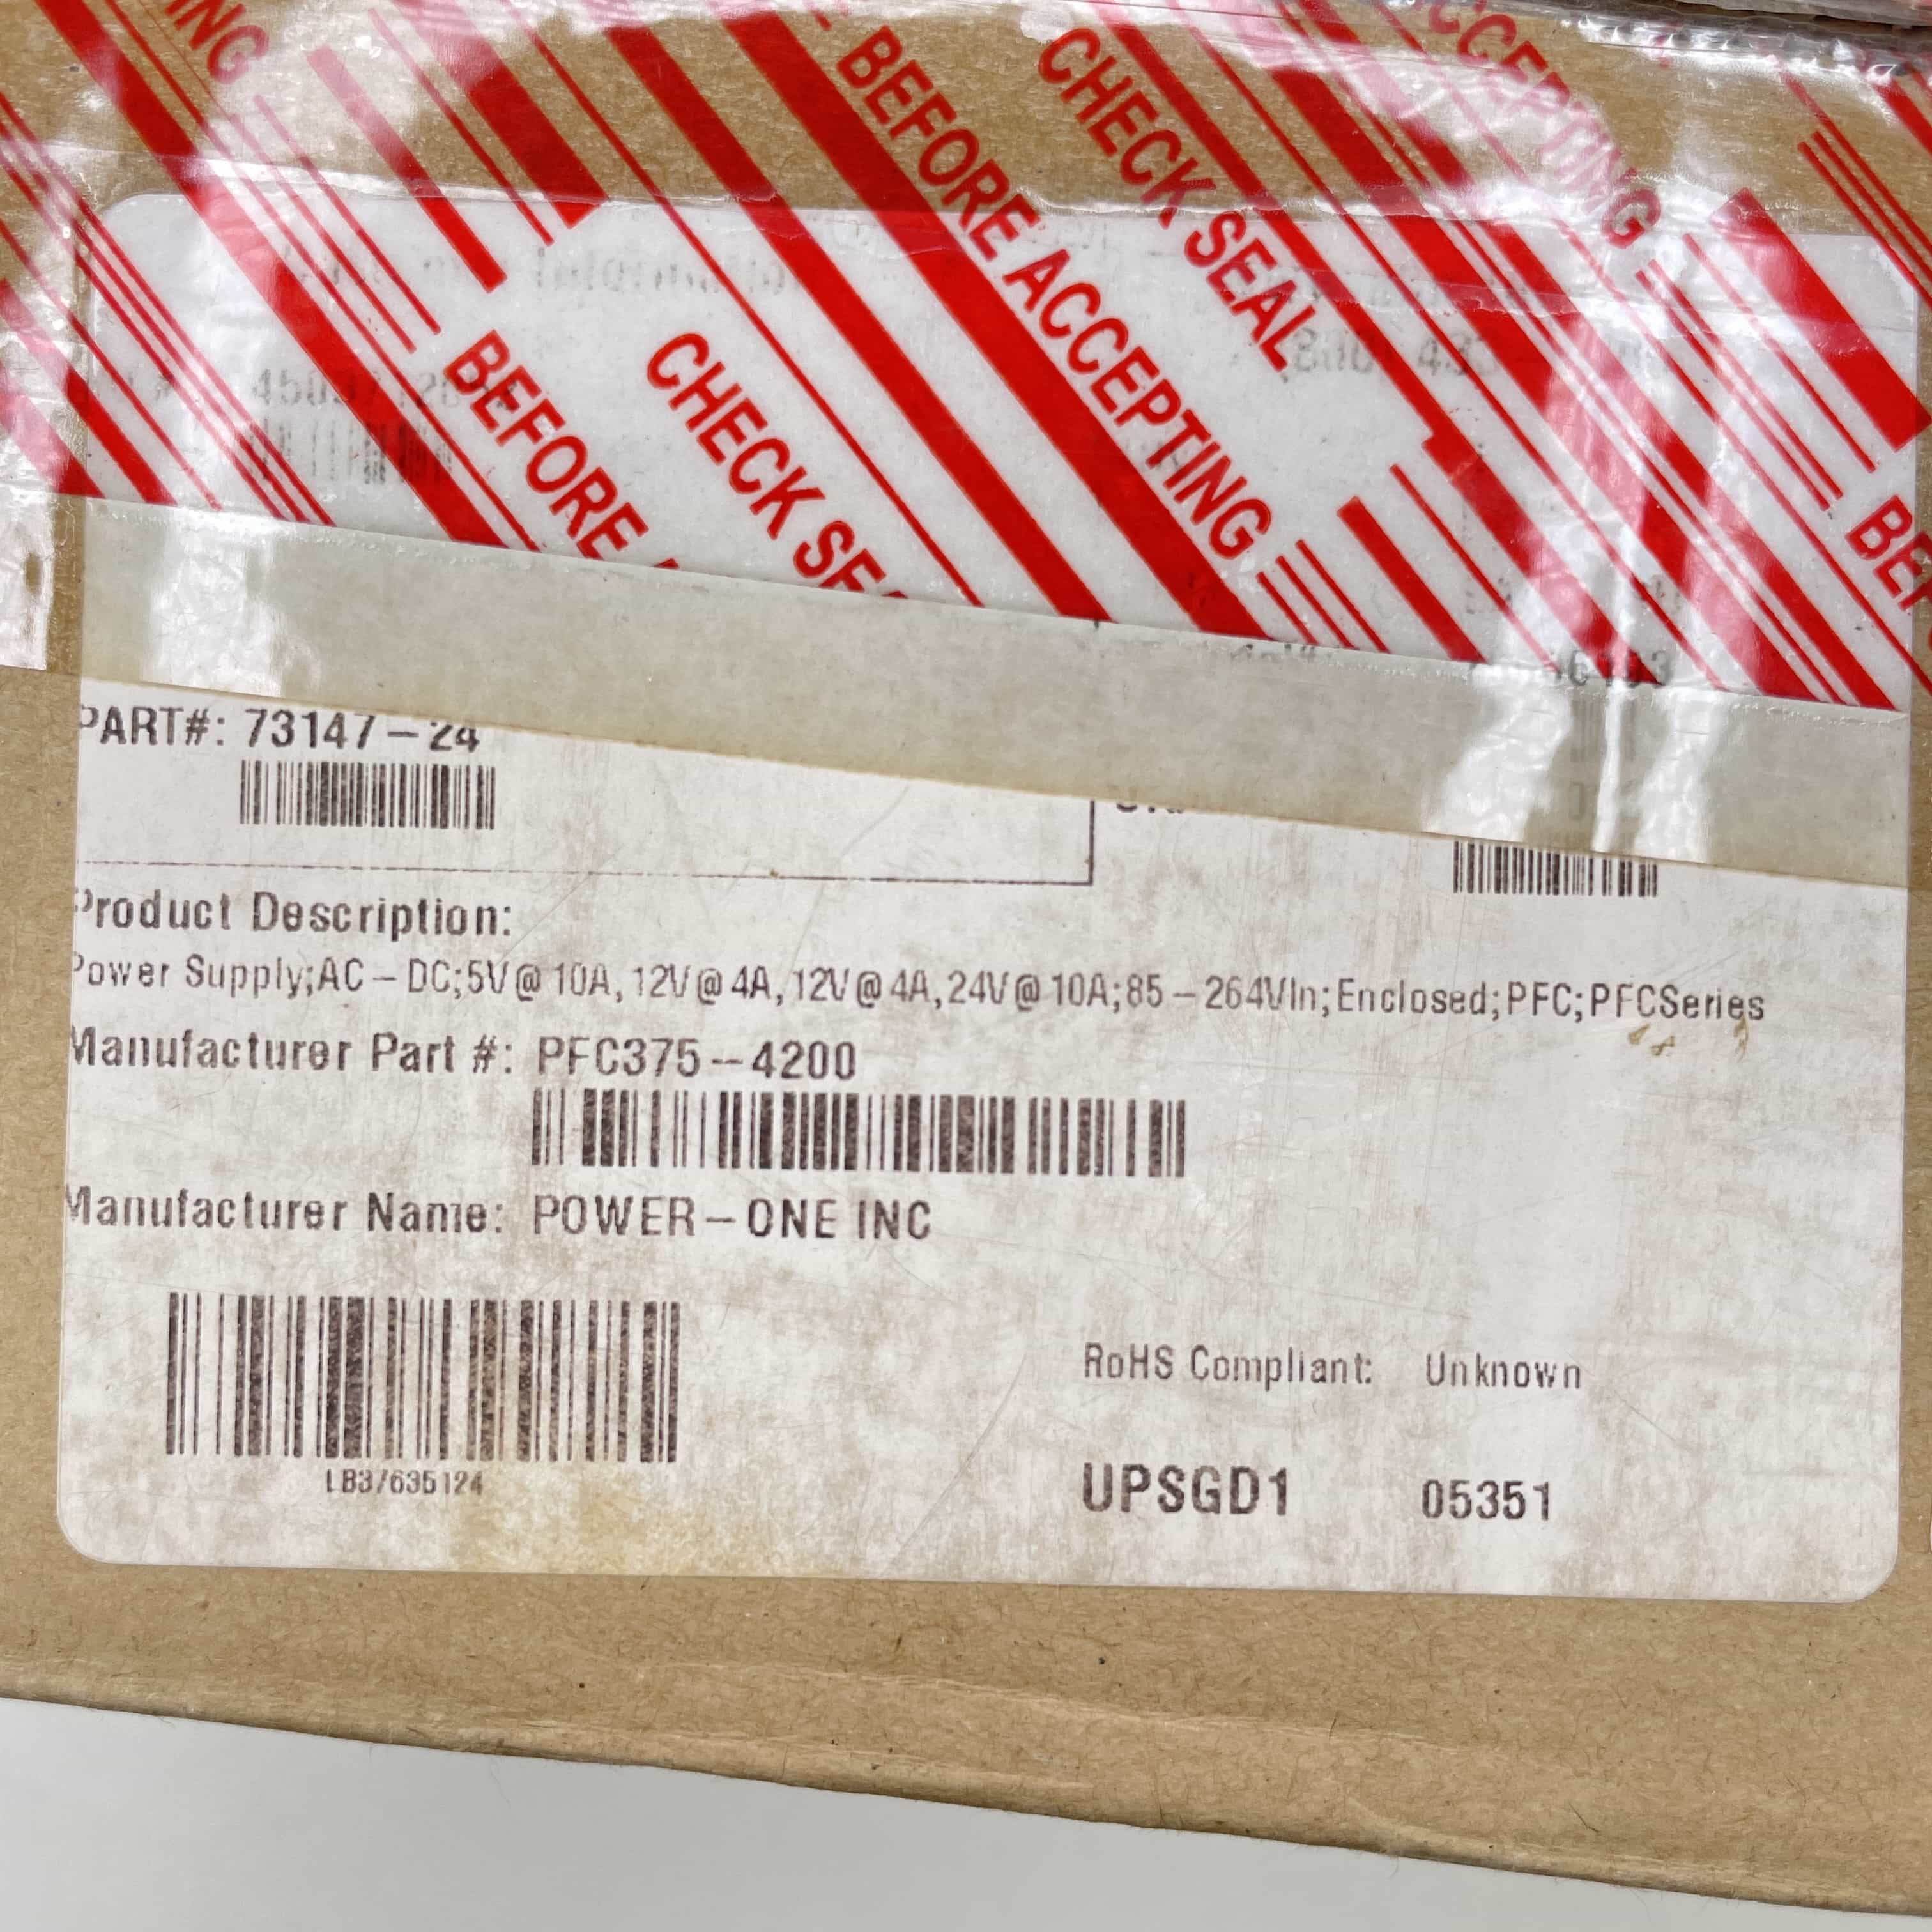 BEFORE ACCEPTING
CHECK SEAL
ACCEPTING
BEFORE
CHECK
PART#: 73147-24
Product Description:
Power Supply;AC-DC;5V@10A,12V@4A,12V@4A,24V@10A;85-264VIn;Enclosed;PFC;PFCSeries
Manufacturer Part #: PFC375-4200
Manufacturer Name: POWER-ONE INC
LB37635124
RoHS Compliant: Unknown
UPSGD1 05351